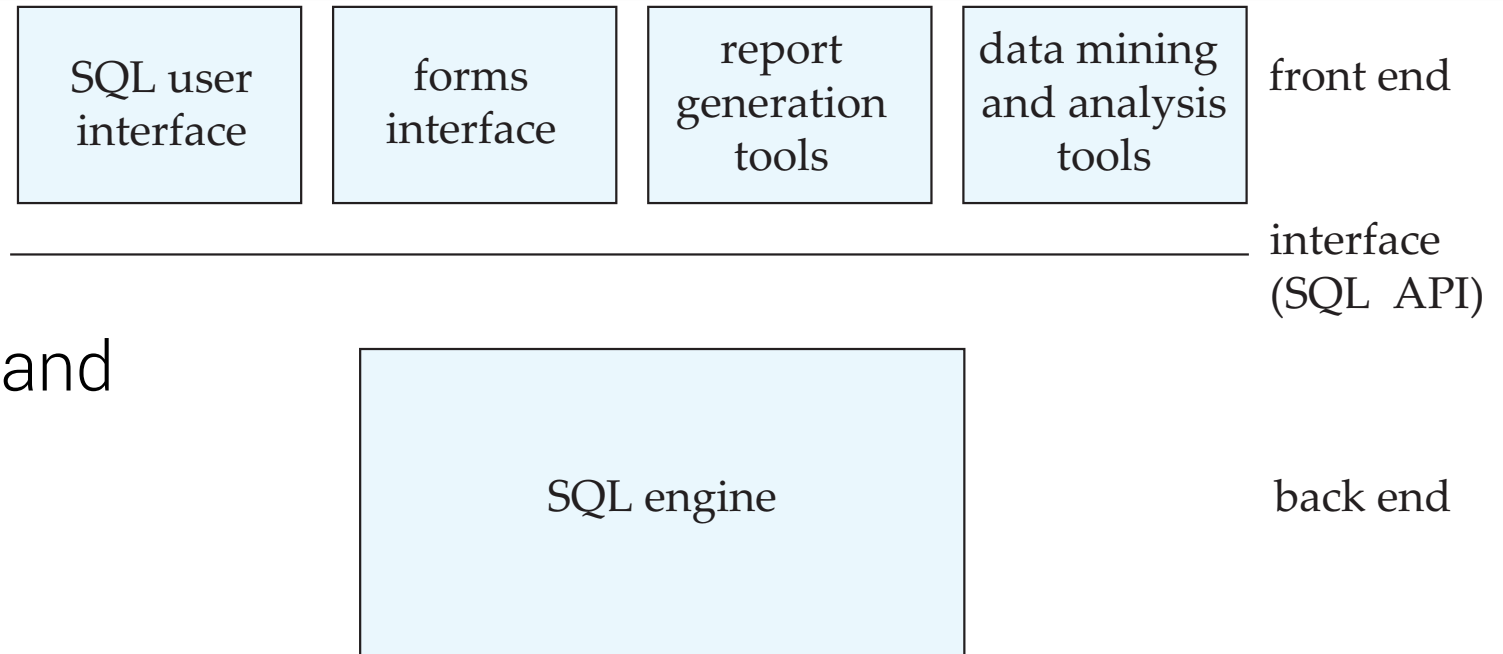 SQL user
interface
forms
interface
report
generation
tools
data mining
and analysis
tools
front end
interface
(SQL API)
and
SQL engine
back end